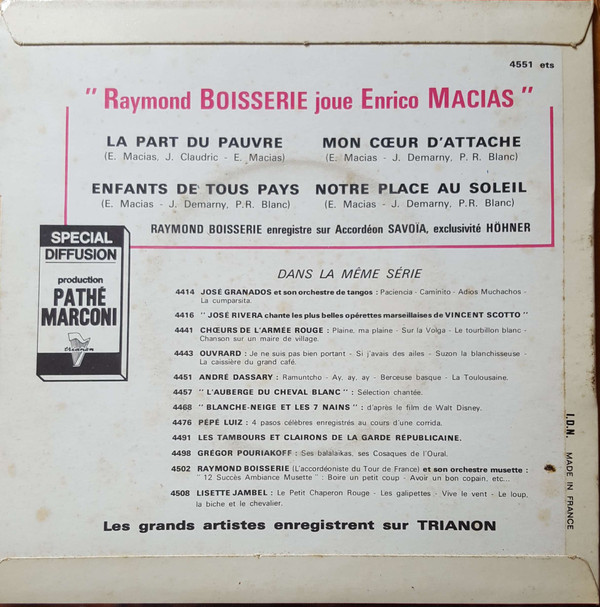 4551 ets
" Raymond BOISSERIE joue Enrico MACIAS "
LA PART DU PAUVRE
(E. Macias, J. Claudric - E. Macias)
MON CŒUR D'ATTACHE
(E. Macias - J. Demarny, P. R. Blanc)
ENFANTS DE TOUS PAYS
(E. Macias - J. Demarny, P.R. Blanc)
NOTRE PLACE AU SOLEIL
(E. Macias - J. Demarny, P.R. Blanc)
RAYMOND BOISSERIE enregistre sur Accordéon SAVOÏA, exclusivité HÖHNER
SPECIAL
DIFFUSION
production
PATHÉ
MARCONI
trianon
DANS LA MÊME SÉRIE
4414 JOSÉ GRANADOS et son orchestre de tangos : Paciencia - Caminito - Adios Muchachos -
La cumparsita.
4416 " JOSÉ RIVERA chante les plus belles opérettes marseillaises de VINCENT SCOTTO "
4441 CHŒURS DE L'ARMÉE ROUGE : Plaine, ma plaine - Sur la Volga - Le tourbillon blanc -
Chanson sur un maire de village.
4443 OUVRARD : Je ne suis pas bien portant - Si j'avais des ailes - Suzon la blanchisseuse -
La caissière du grand café.
4451 ANDRÉ DASSARY : Ramuntcho - Ay, ay, ay - Berceuse basque - La Toulousaine.
4457 " L'AUBERGE DU CHEVAL BLANC " : Sélection chantée.
4468 " BLANCHE-NEIGE ET LES 7 NAINS " : d'après le film de Walt Disney.
4476 PÉPÉ LUIZ : 4 pasos célèbres enregistrés au cours d'une corrida.
4491 LES TAMBOURS ET CLAIRONS DE LA GARDE RÉPUBLICAINE.
4498 GRÉGOR POURIAKOFF : Ses balalaïkas, ses Cosaques de l'Oural.
4502 RAYMOND BOISSERIE (L'accordéoniste du Tour de France) et son orchestre musette :
" 12 Succès Ambiance Musette " : Boire un petit coup - Avoir un bon copain, etc...
4508 LISETTE JAMBEL : Le Petit Chaperon Rouge - Les galipettes - Vive le vent - Le loup,
la biche et le chevalier.
Les grands artistes enregistrent sur TRIANON
I.D.N. MADE IN FRANCE